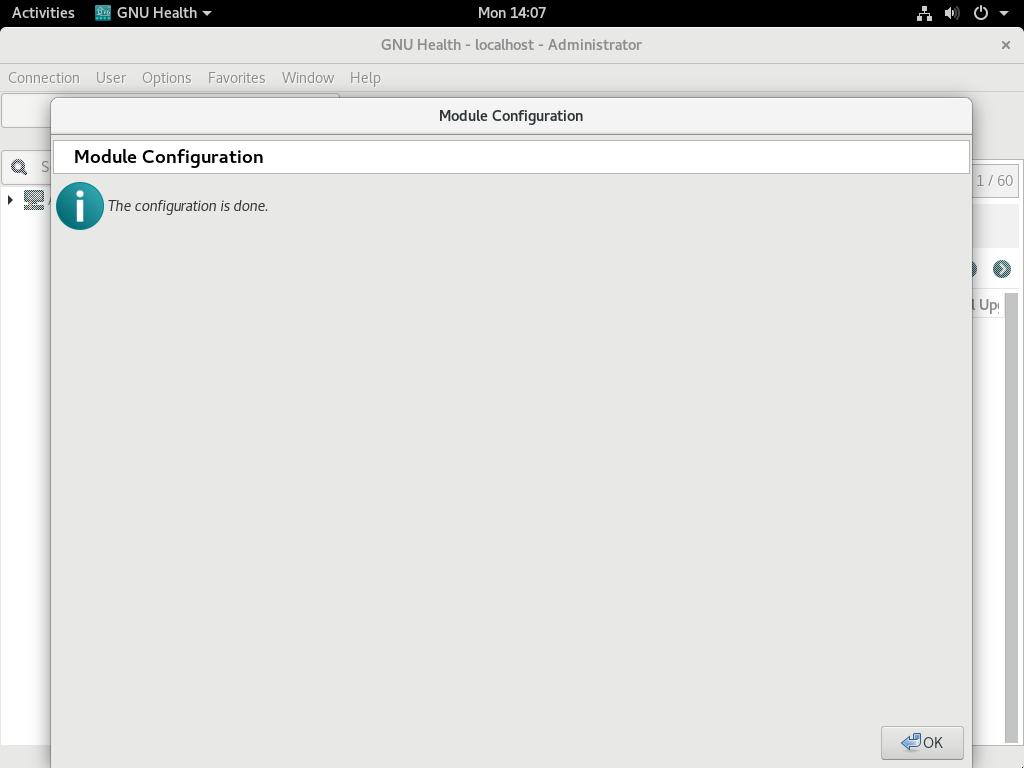 Activities GNU Health Mon 14:07
GNU Health - localhost - Administrator
Connection User Options Favorites Window Help
Module Configuration
Module Configuration
1 / 60
The configuration is done.
OK